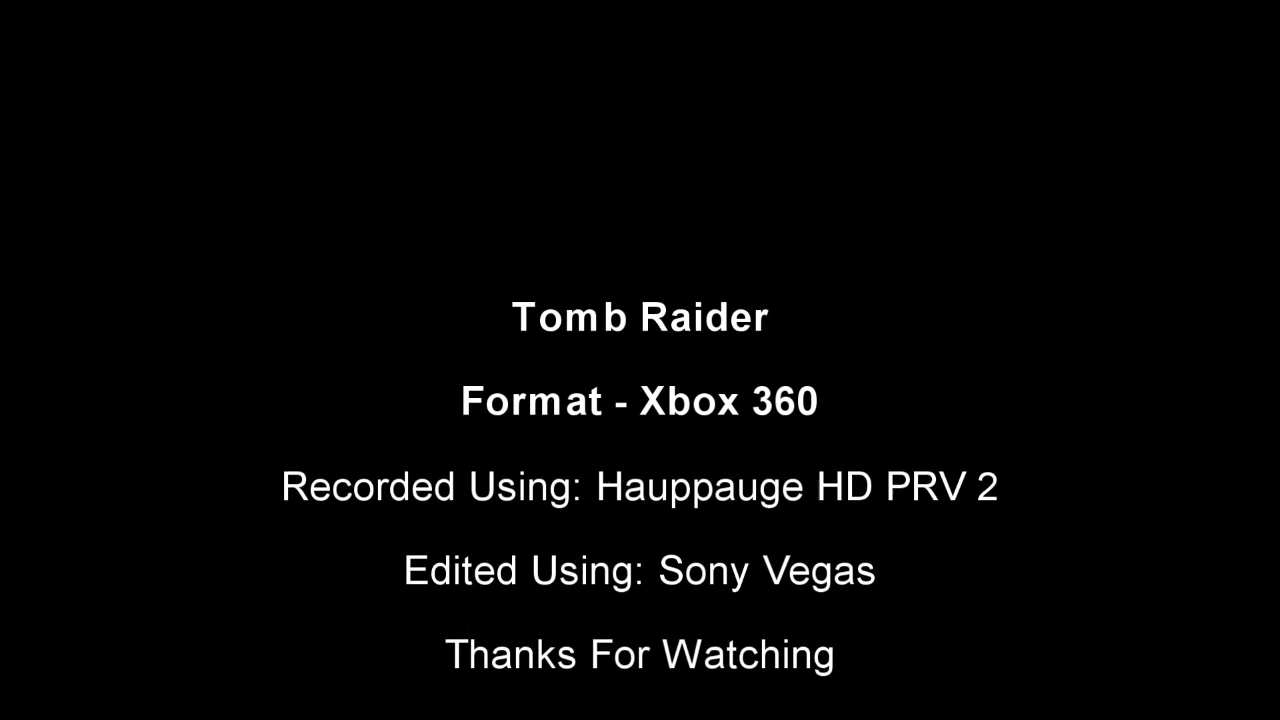 Tomb Raider
Format - Xbox 360
Recorded Using: Hauppauge HD PRV 2
Edited Using: Sony Vegas
Thanks For Watching